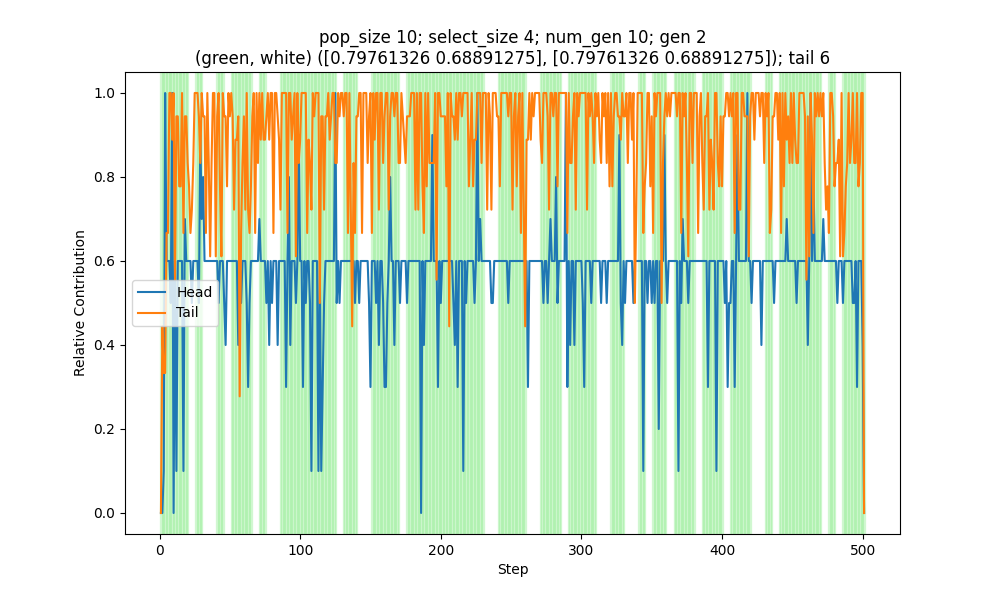 pop_size 10; select_size 4; num_gen 10; gen 2
(green, white) ([0.79761326 0.68891275], [0.79761326 0.68891275]); tail 6
1.0
0.8
0.6
0.4
0.2
0.0
Relative Contribution
Head
Tail
0
100
200
300
400
500
Step